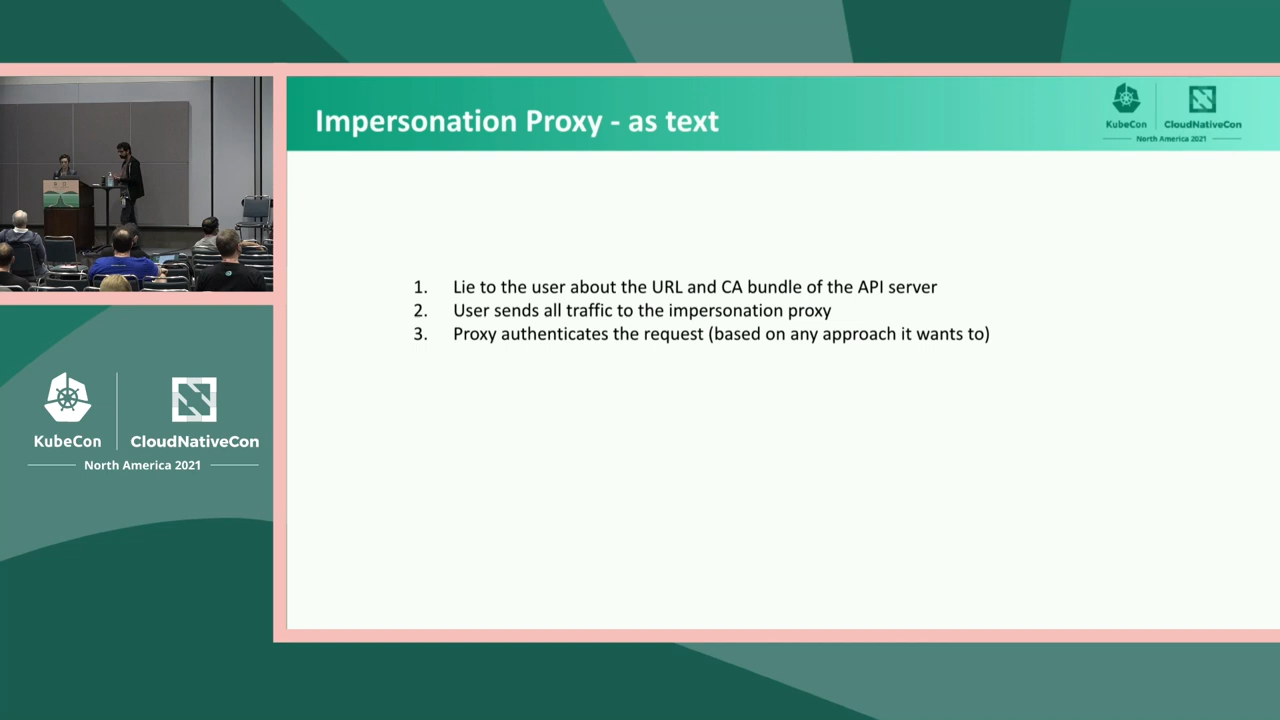 Impersonation Proxy - as text
KubeCon
CloudNativeCon
North America 2021
1. Lie to the user about the URL and CA bundle of the API server
2. User sends all traffic to the impersonation proxy
3. Proxy authenticates the request (based on any approach it wants to)
KubeCon
CloudNativeCon
North America 2021